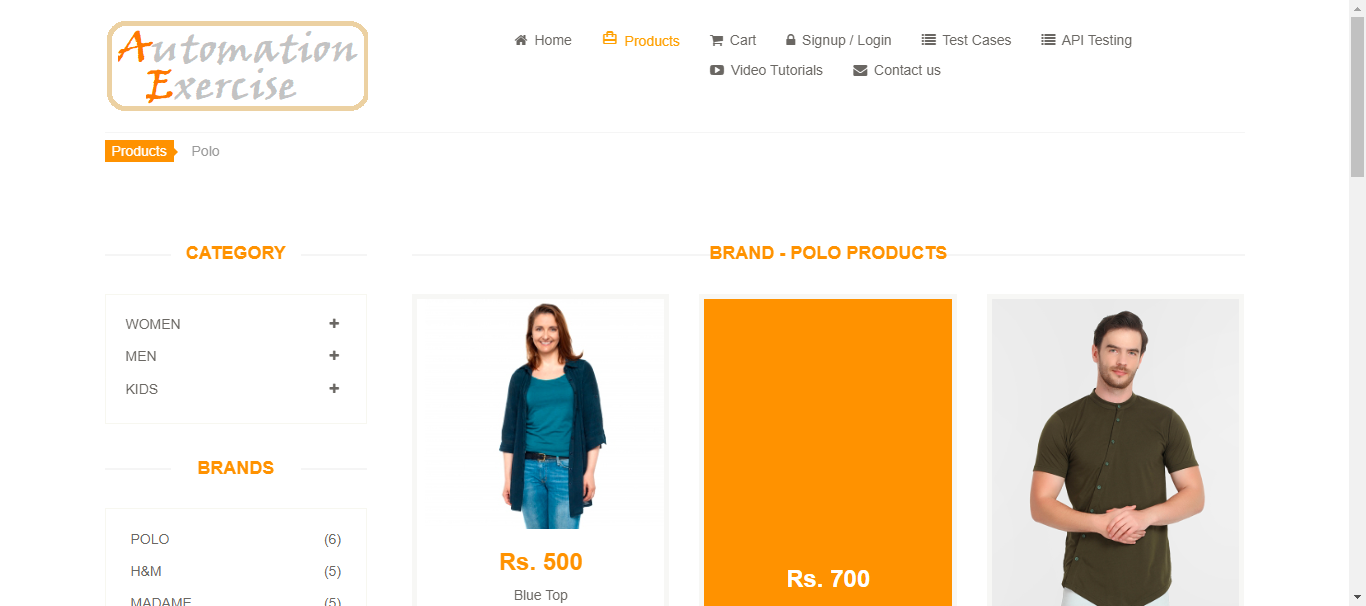 Automation
Exercise
Home Products Cart Signup / Login Test Cases API Testing
Video Tutorials Contact us
Products Polo
CATEGORY
WOMEN
MEN
KIDS
BRANDS
POLO (6)
H&M (5)
MADAME (5)
BRAND - POLO PRODUCTS
Rs. 500
Blue Top
Rs. 700